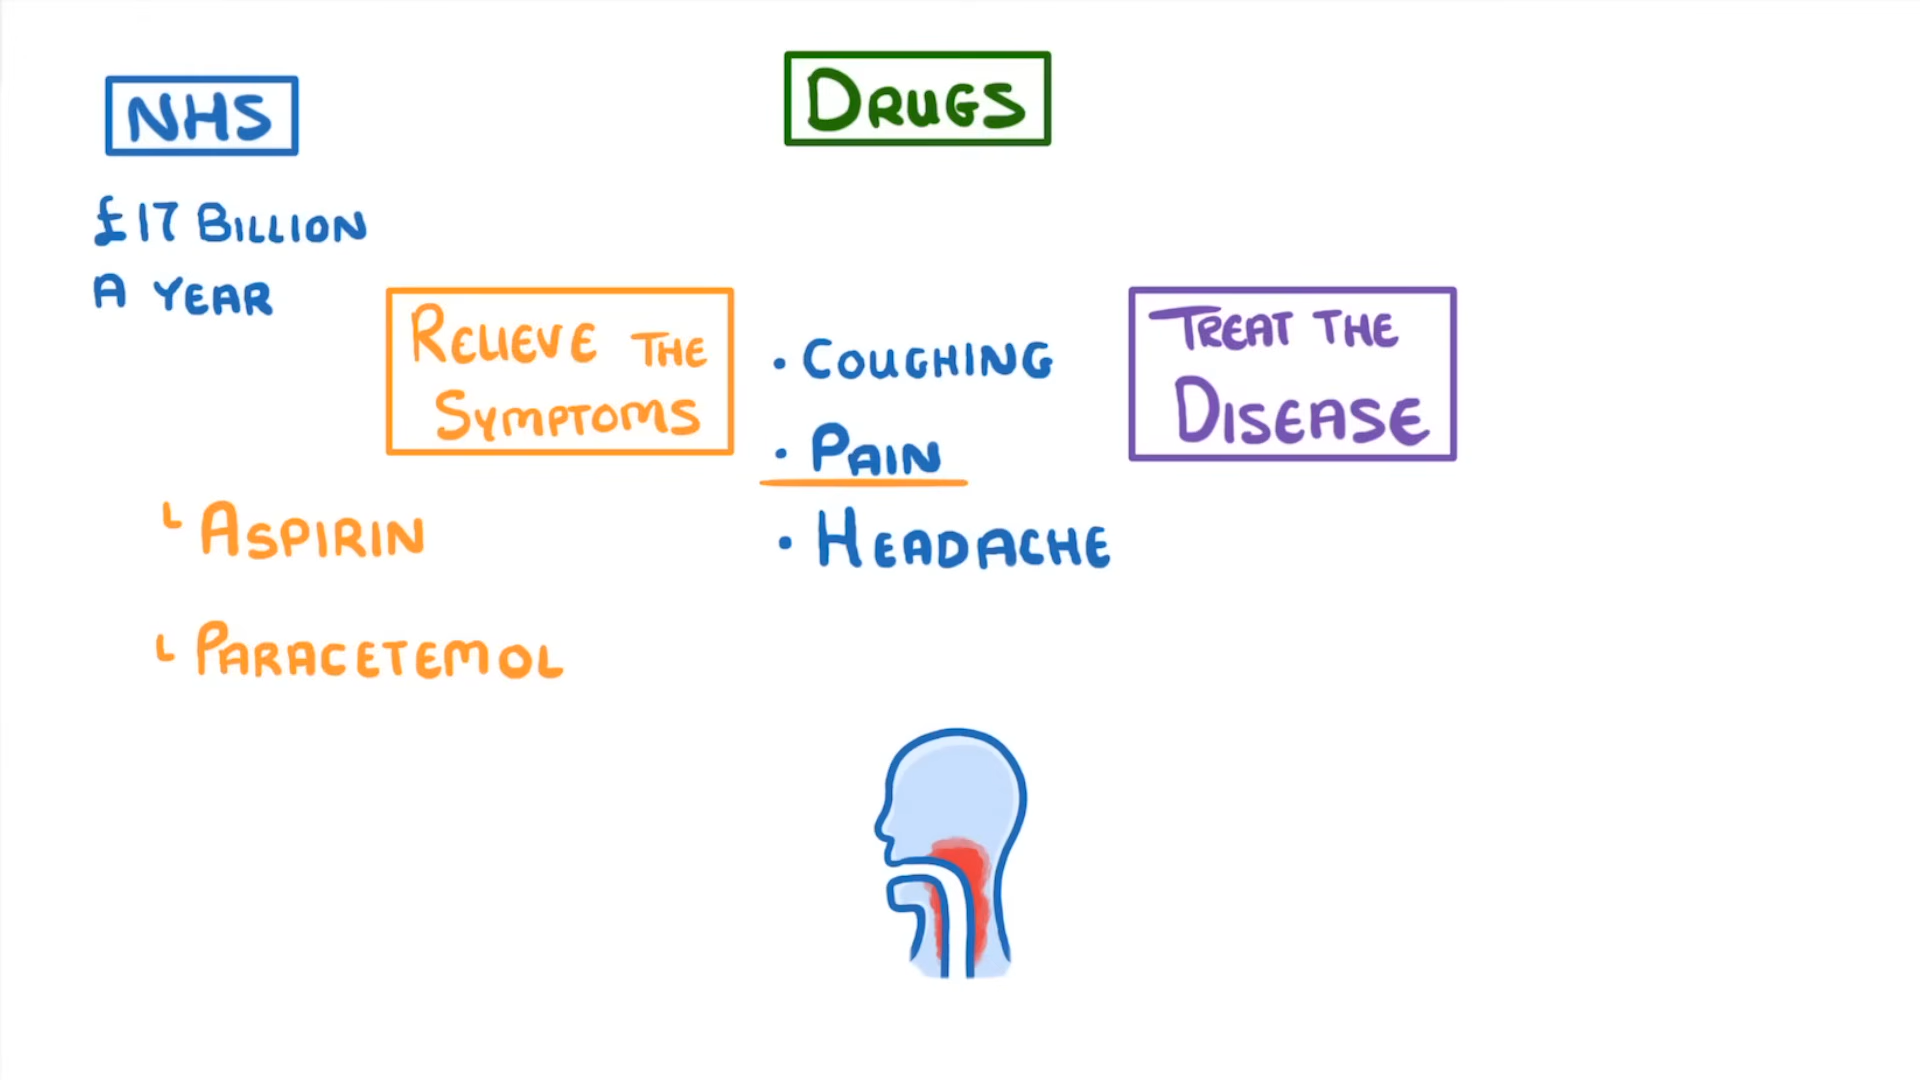 NHS
DRUGS
£17 BILLION
A YEAR
RELIEVE THE
SYMPTOMS
• COUGHING
• PAIN
• HEADACHE
TREAT THE
DISEASE
ASPIRIN
PARACETEMOL